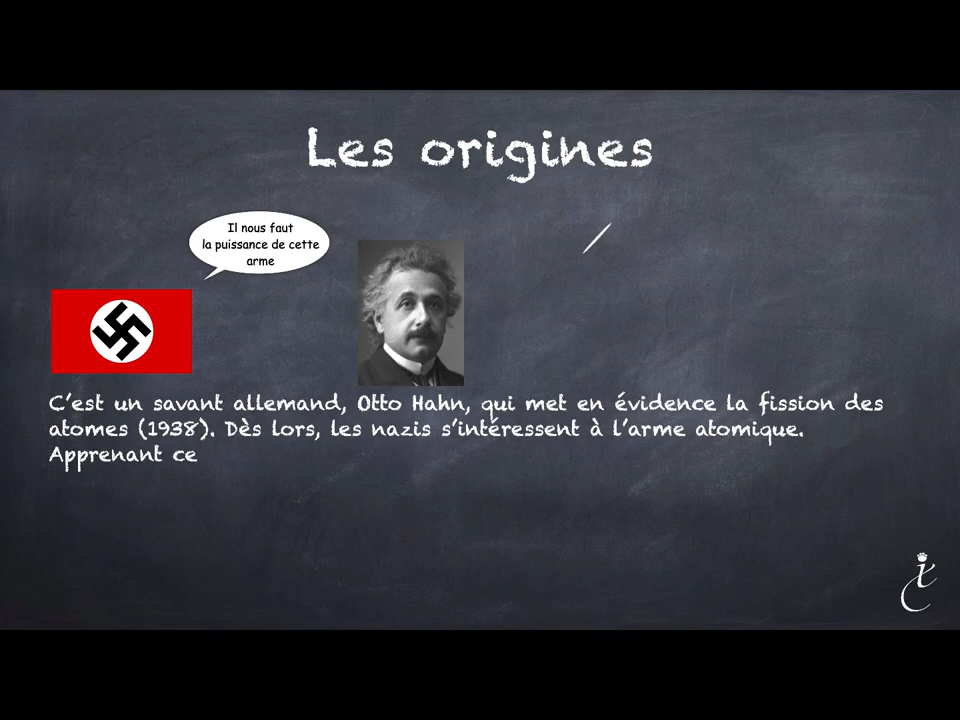 Les origines
Il nous faut
la puissance de cette
arme
C'est un savant allemand, Otto Hahn, qui met en évidence la fission des
atomes (1938). Dès lors, les nazis s'intéressent à l'arme atomique.
Apprenant ce